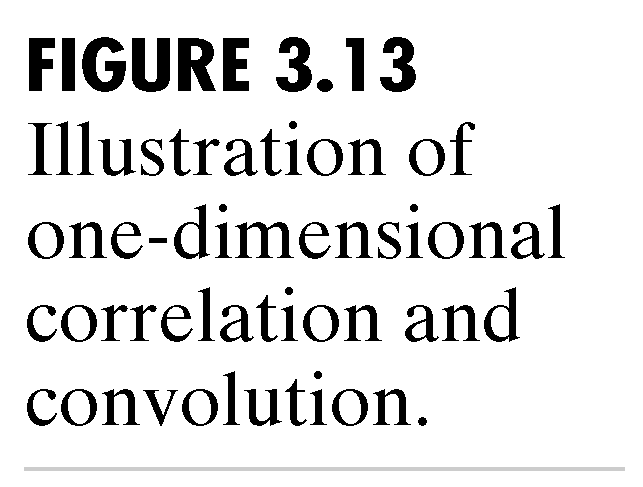 FIGURE 3.13
Illustration of
one-dimensional
correlation and
convolution.